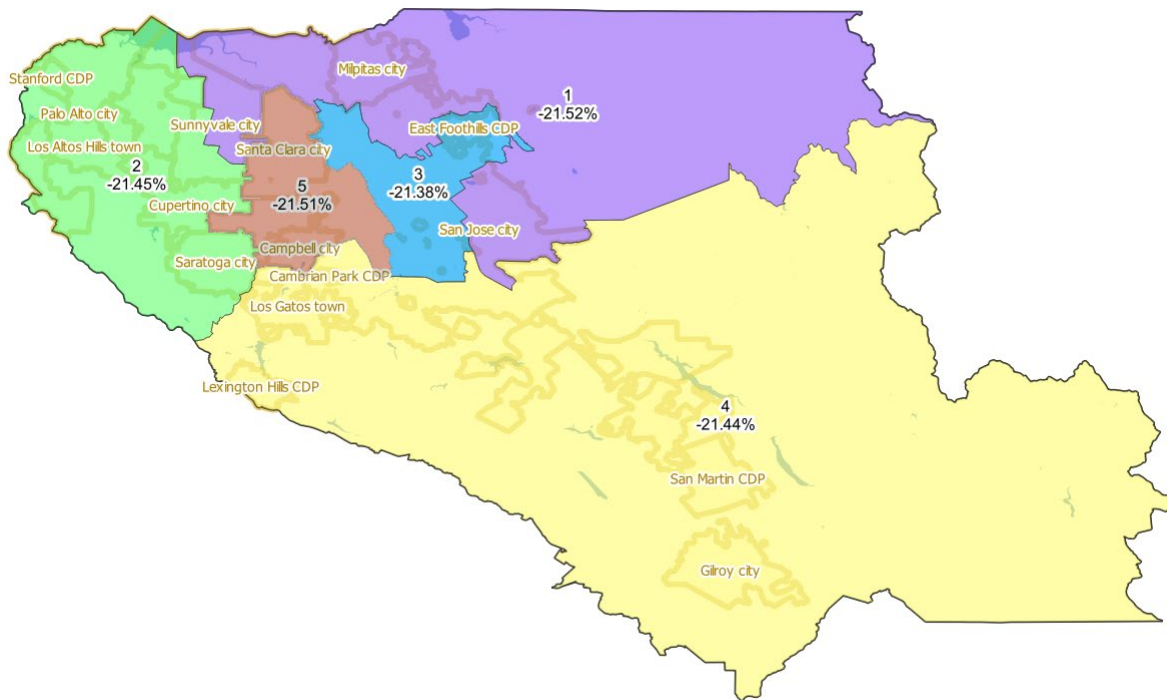 Milpitas city
Stanford CDP
1
-21.52%
Palo Alto city
Sunnyvale city
East Foothills CDP
Los Altos Hills town
Santa Clara city
2
-21.45%
3
-21.38%
5
-21.51%
Cupertino city
San Jose city
Campbell city
Saratoga city
Cambrian Park CDP
Los Gatos town
Lexington Hills CDP
4
-21.44%
San Martin CDP
Gilroy city